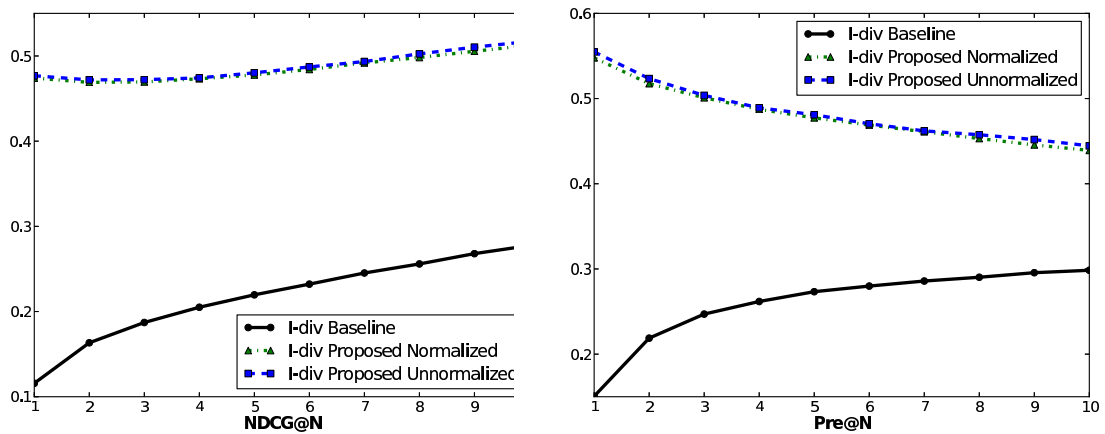 0.5
0.4
0.3
0.2
0.1
1 2 3 4 5 6 7 8 9
NDCG@N
I-div Baseline
I-div Proposed Normalized
I-div Proposed Unnormalized
0.6
0.5
0.4
0.3
0.2
1 2 3 4 5 6 7 8 9 10
Pre@N
I-div Baseline
I-div Proposed Normalized
I-div Proposed Unnormalized